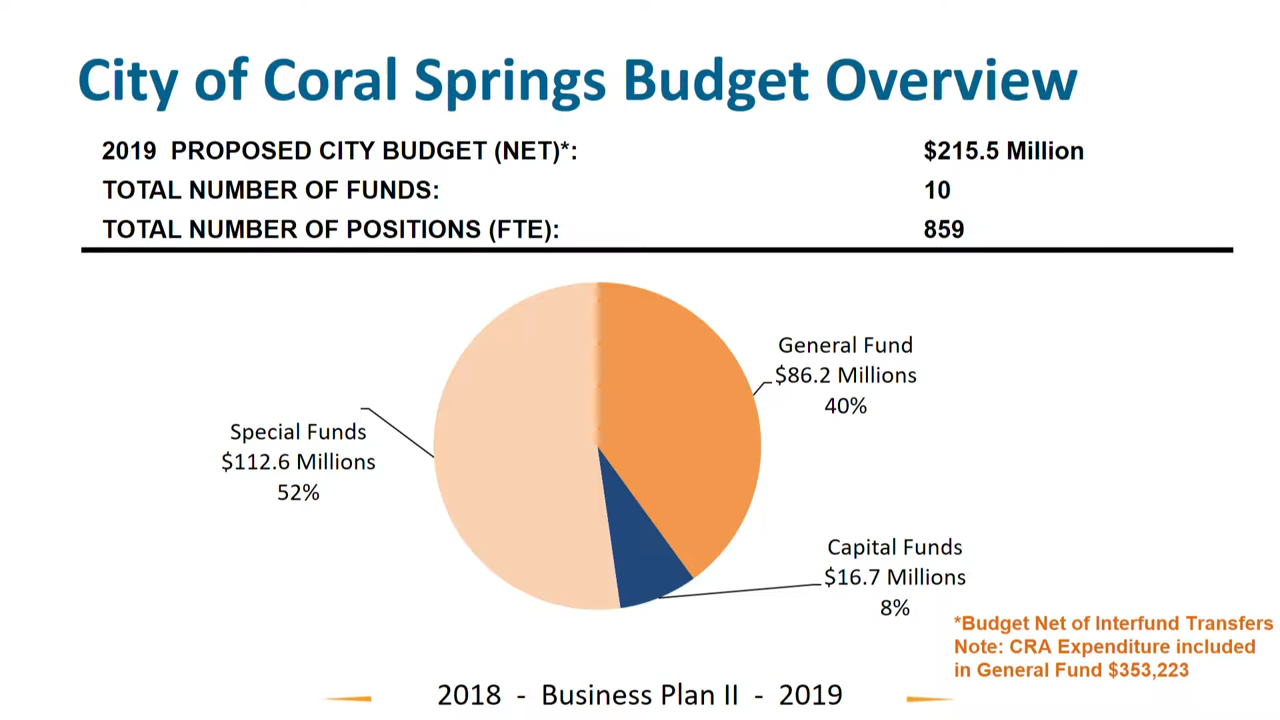 City of Coral Springs Budget Overview
2019 PROPOSED CITY BUDGET (NET)*: $215.5 Million
TOTAL NUMBER OF FUNDS: 10
TOTAL NUMBER OF POSITIONS (FTE): 859
General Fund
$86.2 Millions
40%
Special Funds
$112.6 Millions
52%
Capital Funds
$16.7 Millions
8%
*Budget Net of Interfund Transfers
Note: CRA Expenditure included
in General Fund $353,223
2018 - Business Plan II - 2019